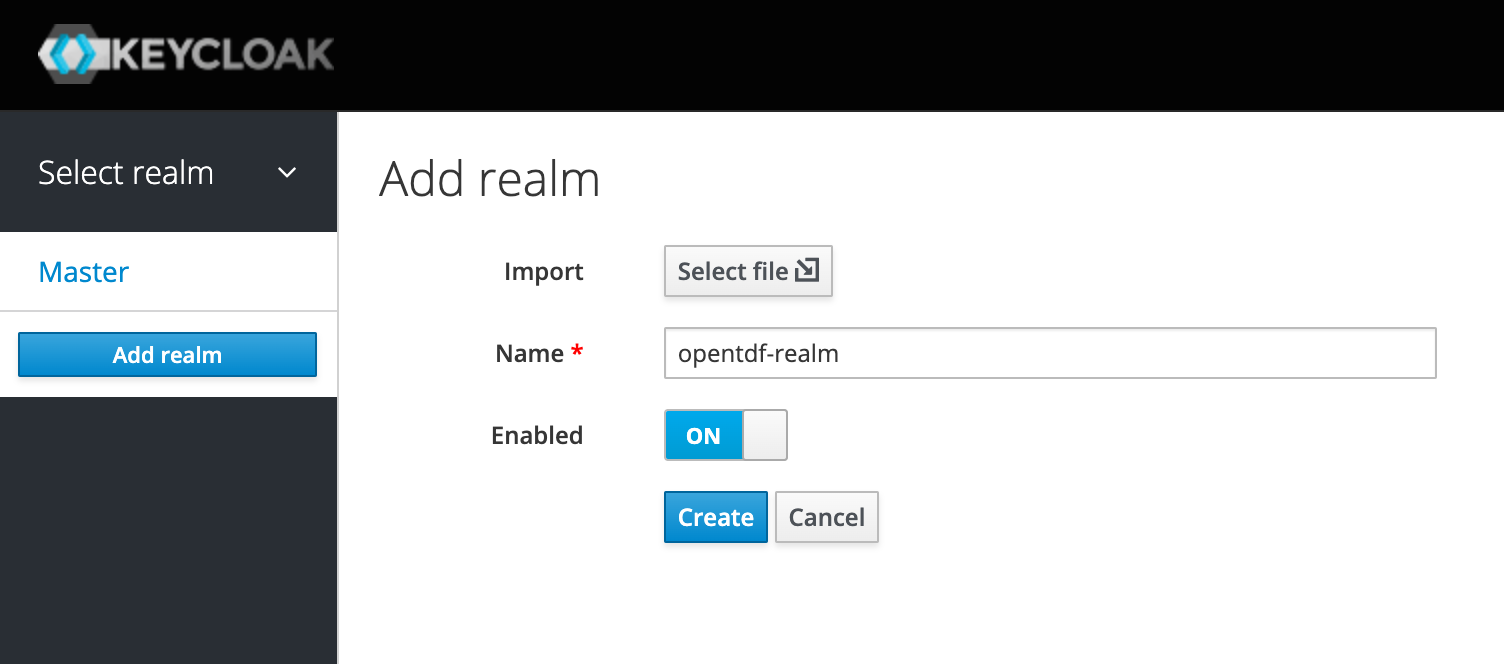 KEYCLOAK
Select realm
Master
Add realm
Add realm
Import Select file
Name * opentdf-realm
Enabled ON
Create Cancel